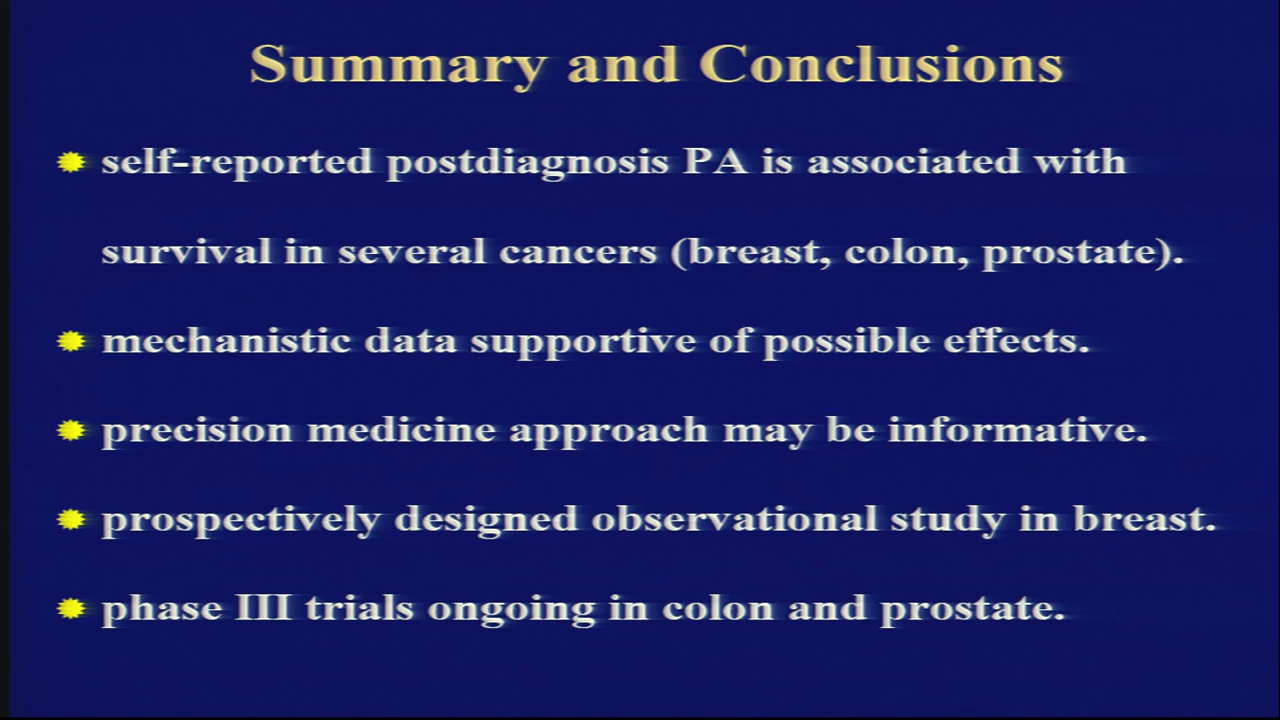 Summary and Conclusions
self-reported postdiagnosis PA is associated with
survival in several cancers (breast, colon, prostate).
mechanistic data supportive of possible effects.
precision medicine approach may be informative.
prospectively designed observational study in breast.
phase III trials ongoing in colon and prostate.